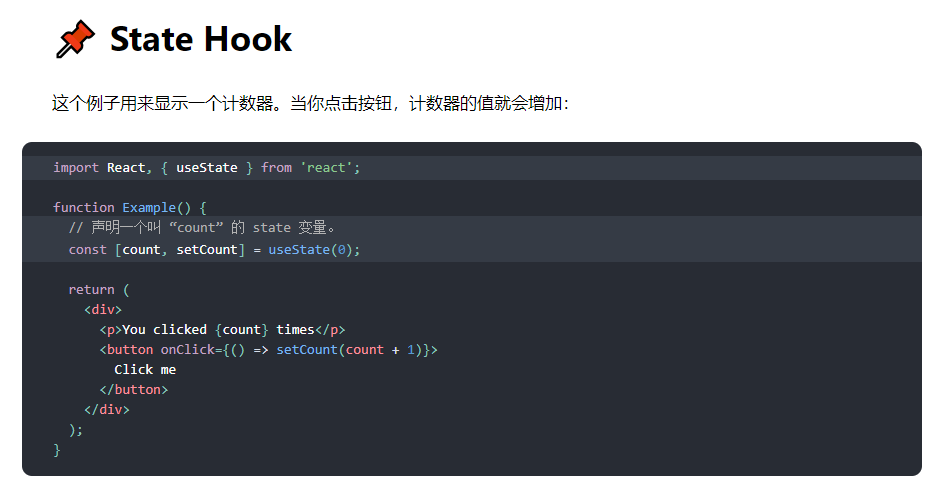 📌 State Hook
这个例子用来显示一个计数器。当你点击按钮，计数器的值就会增加：
import React, { useState } from 'react';
function Example() {
  // 声明一个叫 “count” 的 state 变量。
  const [count, setCount] = useState(0);
  return (
    <div>
      <p>You clicked {count} times</p>
      <button onClick={() => setCount(count + 1)}>
        Click me
      </button>
    </div>
  );
}